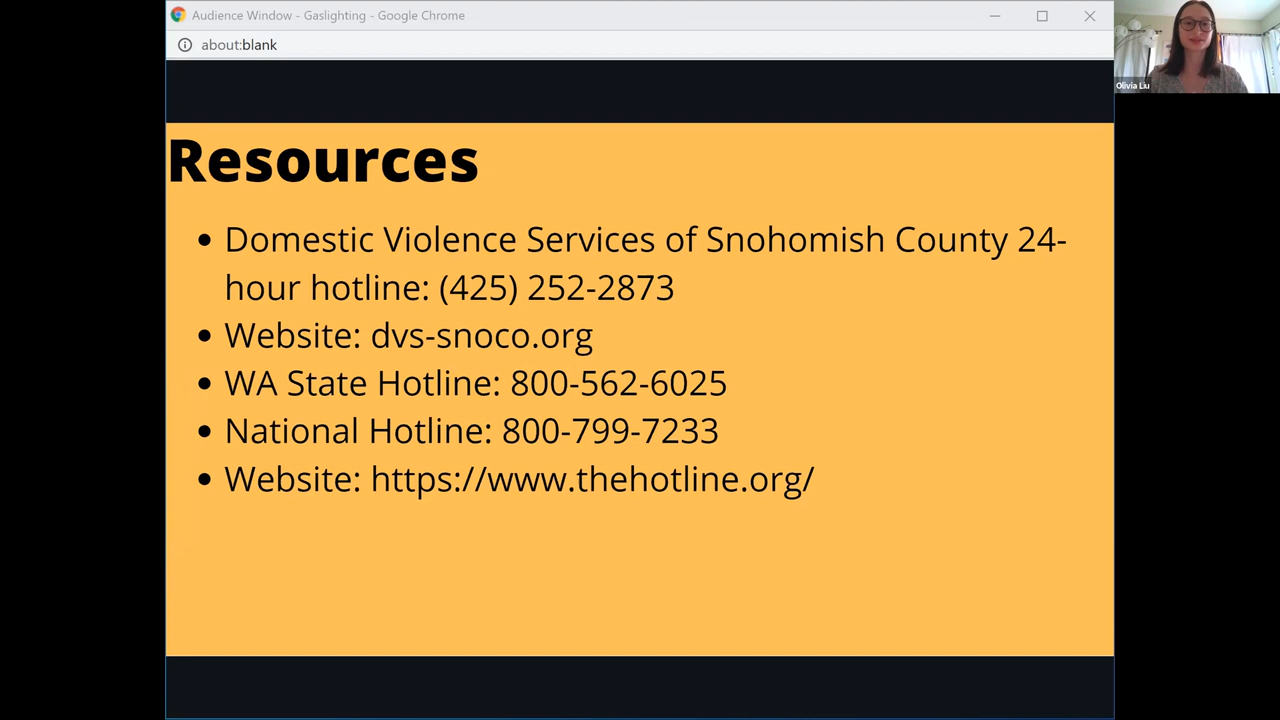 Audience Window - Gaslighting - Google Chrome
about:blank
Olivia Liu
Resources
• Domestic Violence Services of Snohomish County 24-
hour hotline: (425) 252-2873
• Website: dvs-snoco.org
• WA State Hotline: 800-562-6025
• National Hotline: 800-799-7233
• Website: https://www.thehotline.org/